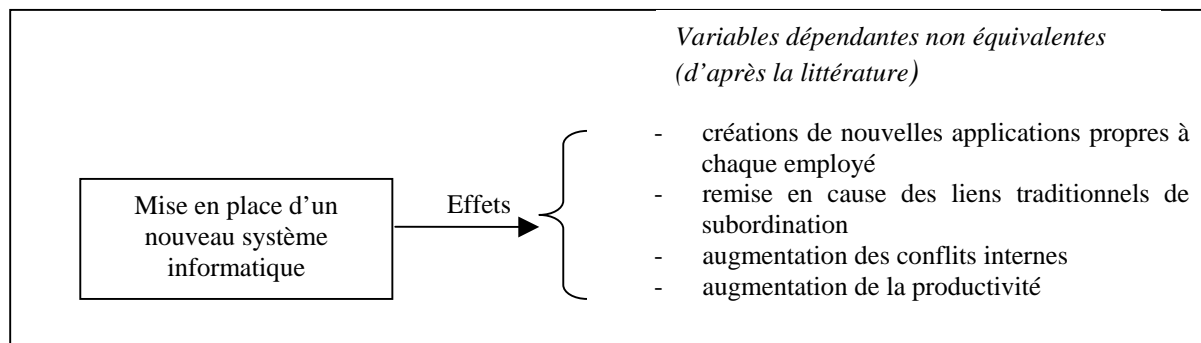 Variables dépendantes non équivalentes
(d’après la littérature)
- créations de nouvelles applications propres à
chaque employé
- remise en cause des liens traditionnels de
subordination
- augmentation des conflits internes
- augmentation de la productivité
Mise en place d’un
nouveau système
informatique
Effets